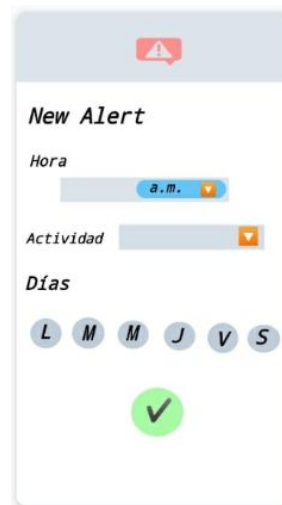 New Alert
Hora
a.m.
Actividad
Días
L M M J V S